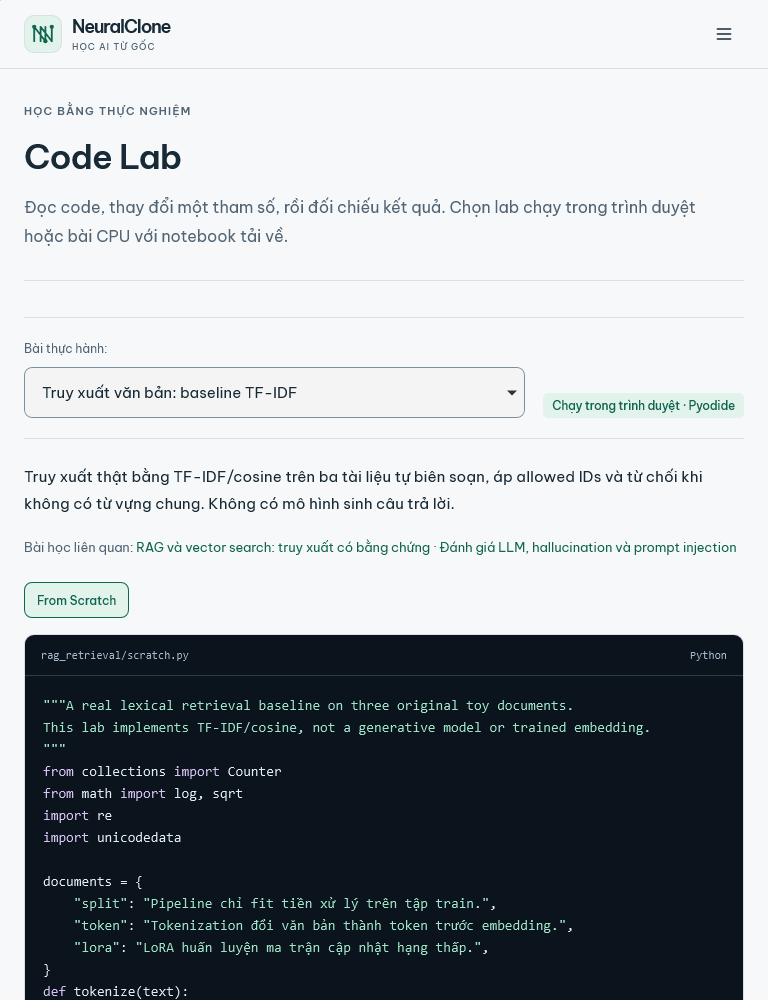 NeuralClone
HỌC AI TỪ GỐC
HỌC BẰNG THỰC NGHIỆM
Code Lab
Đọc code, thay đổi một tham số, rồi đối chiếu kết quả. Chọn lab chạy trong trình duyệt
hoặc bài CPU với notebook tải về.
Bài thực hành:
Truy xuất văn bản: baseline TF-IDF
Chạy trong trình duyệt · Pyodide
Truy xuất thật bằng TF-IDF/cosine trên ba tài liệu tự biên soạn, áp allowed IDs và từ chối khi
không có từ vựng chung. Không có mô hình sinh câu trả lời.
Bài học liên quan: RAG và vector search: truy xuất có bằng chứng · Đánh giá LLM, hallucination và prompt injection
From Scratch
rag_retrieval/scratch.py
Python
"""A real lexical retrieval baseline on three original toy documents.
This lab implements TF-IDF/cosine, not a generative model or trained embedding.
"""
from collections import Counter
from math import log, sqrt
import re
import unicodedata
documents = {
    "split": "Pipeline chỉ fit tiền xử lý trên tập train.",
    "token": "Tokenization đổi văn bản thành token trước embedding.",
    "lora": "LoRA huấn luyện ma trận cập nhật hạng thấp.",
}
def tokenize(text):